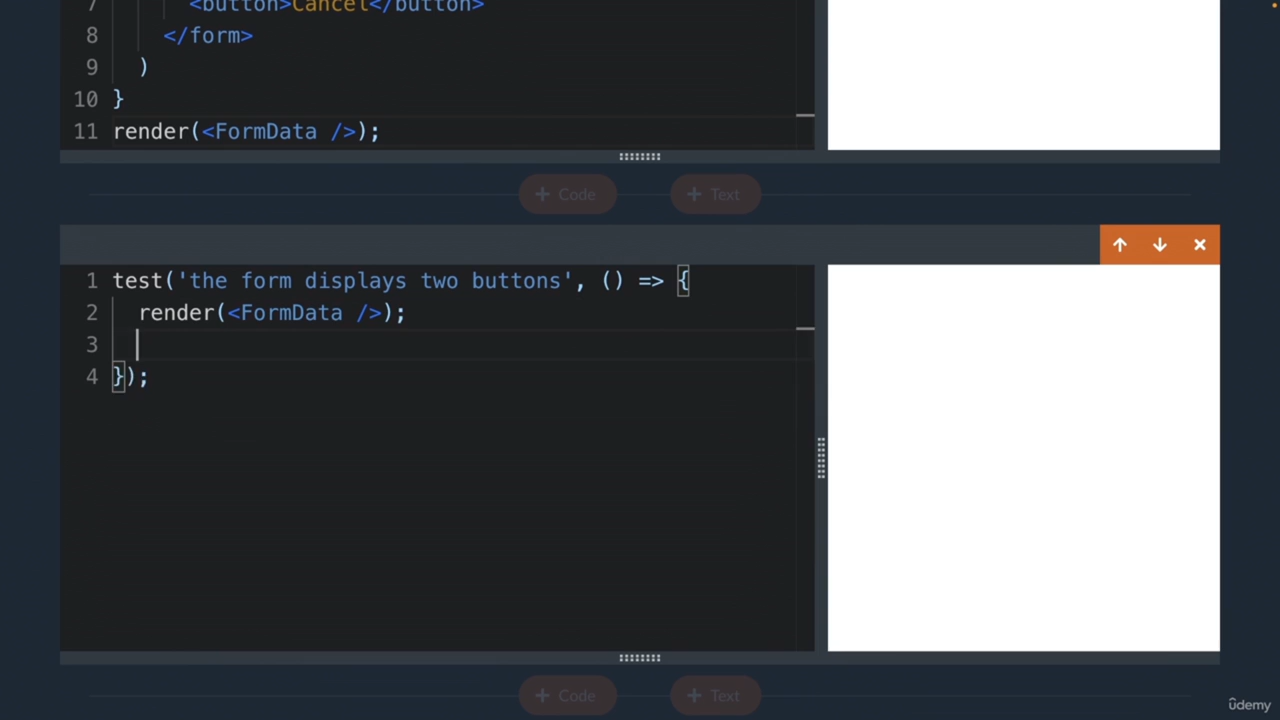 7 <button>Cancel</button>
8 </form>
9 )
10 }
11 render(<FormData />);
+ Code + Text
1 test('the form displays two buttons', () => {
2 render(<FormData />);
3
4 });
+ Code + Text
ûdemy